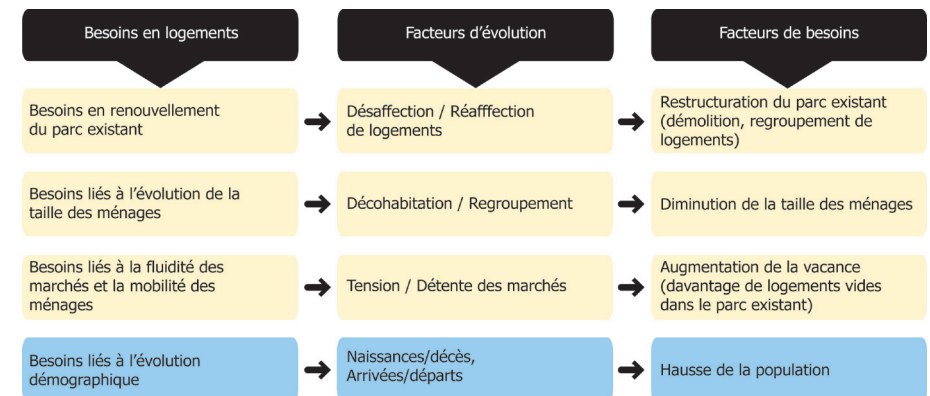 Besoins en logements
Facteurs d'évolution
Facteurs de besoins
Besoins en renouvellement
du parc existant
Désaffection / Réafffection
de logements
Restructuration du parc existant
(démolition, regroupement de
logements)
Besoins liés à l'évolution de la
taille des ménages
Décohabitation / Regroupement
Diminution de la taille des ménages
Besoins liés à la fluidité des
marchés et la mobilité des
ménages
Tension / Détente des marchés
Augmentation de la vacance
(davantage de logements vides
dans le parc existant)
Besoins liés à l'évolution
démographique
Naissances/décès,
Arrivées/départs
Hausse de la population